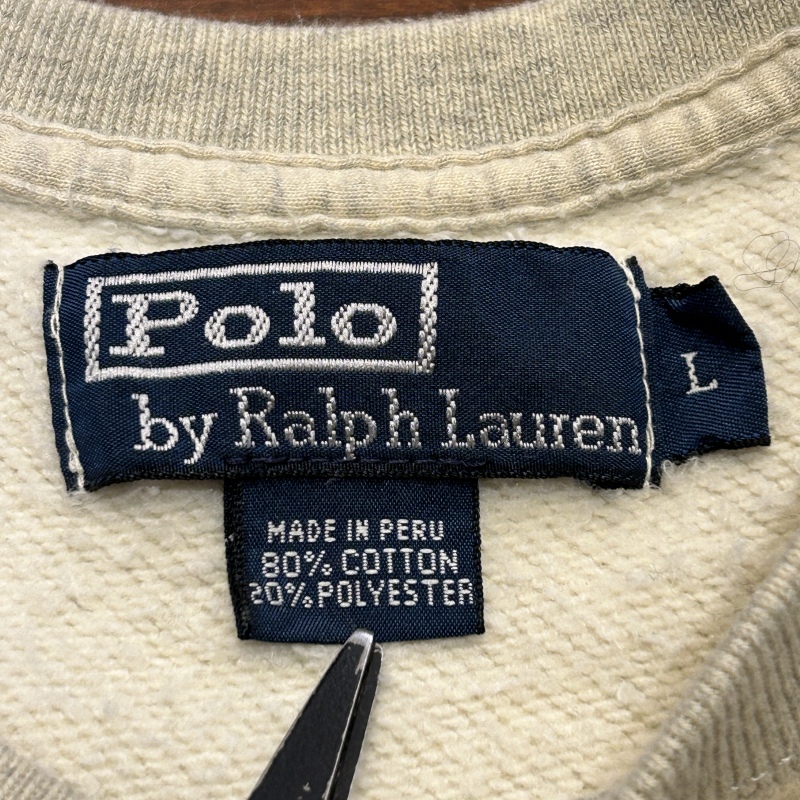 Polo
by Ralph Lauren
L
MADE IN PERU
80% COTTON
20% POLYESTER